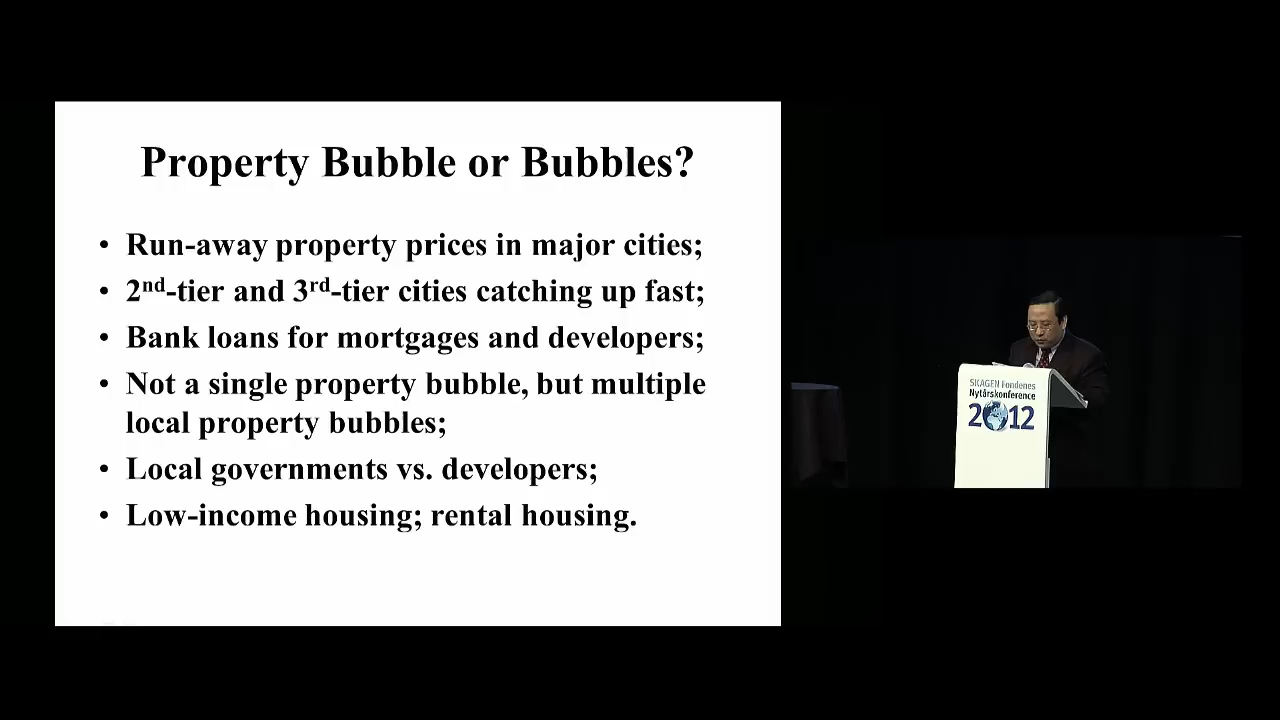 Property Bubble or Bubbles?
• Run-away property prices in major cities;
• 2nd-tier and 3rd-tier cities catching up fast;
• Bank loans for mortgages and developers;
• Not a single property bubble, but multiple
local property bubbles;
• Local governments vs. developers;
• Low-income housing; rental housing.
SKAGEN Fondenes
Nytårskonference
2012